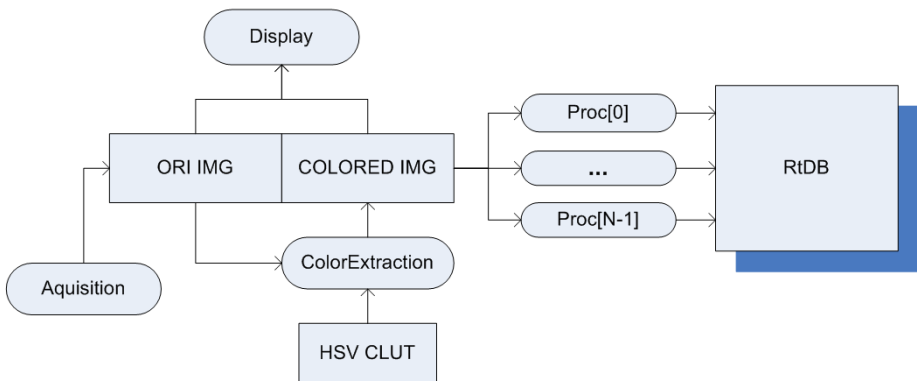 Display
ORI IMG
COLORED IMG
Proc[0]
...
Proc[N-1]
RtDB
Aquisition
ColorExtraction
HSV CLUT